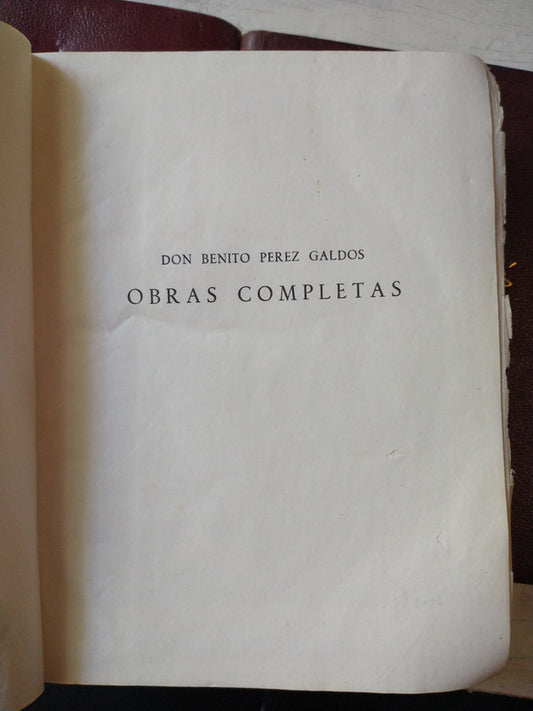 DON BENITO PEREZ GALDOS
OBRAS COMPLETAS